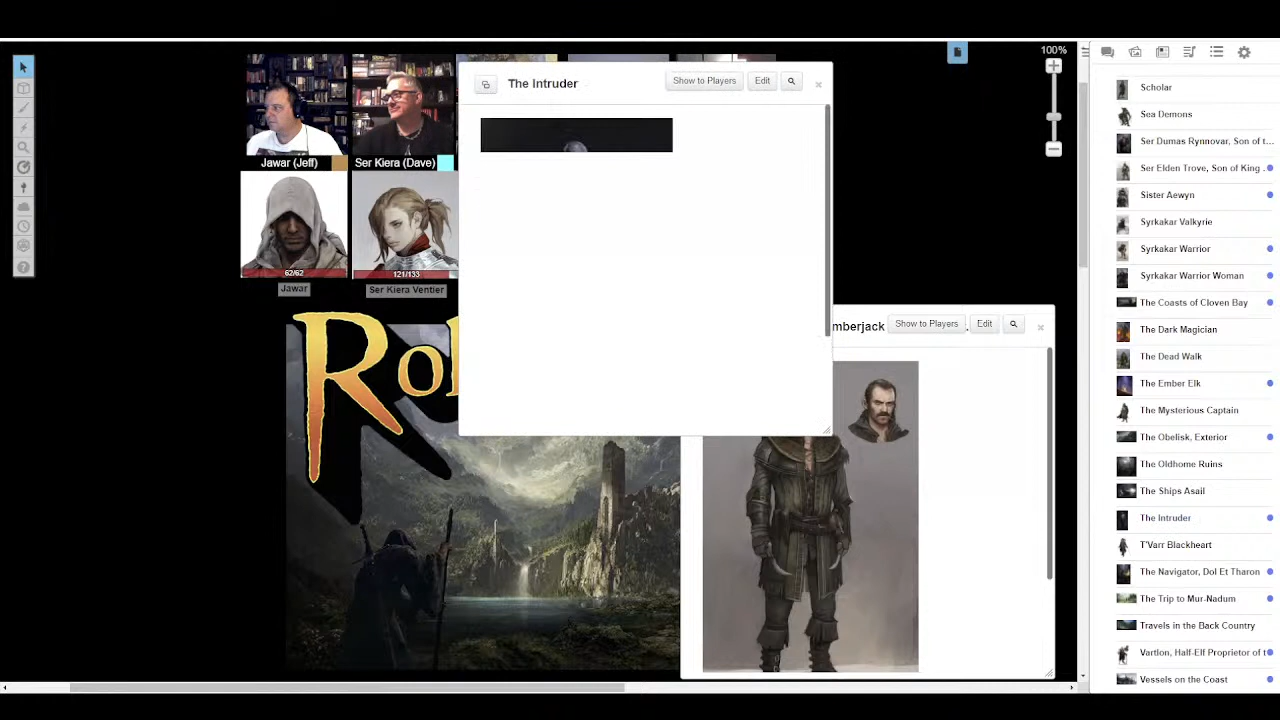 100%
The Intruder
Show to Players
Edit
Jawar (Jeff)
Ser Kiera (Dave)
62/62
121/133
Jawar
Ser Kiera Ventier
Ro
mberjack
Show to Players
.
Edit
Scholar
Sea Demons
Ser Dumas Rynnovar, Son of t...
Ser Elden Trove, Son of King .
Sister Aewyn
Syrkakar Valkyrie
Syrkakar Warrior
Syrkakar Warrior Woman
The Coasts of Cloven Bay
The Dark Magician
The Dead Walk
The Ember Elk
The Mysterious Captain
The Obelisk, Exterior
The Oldhome Ruins
The Ships Asail
The Intruder
T'Varr Blackheart
The Navigator, Dol Et Tharon
The Trip to Mur-Nadum
Travels in the Back Country
Vartlon, Half-Elf Proprietor of t
Vessels on the Coast